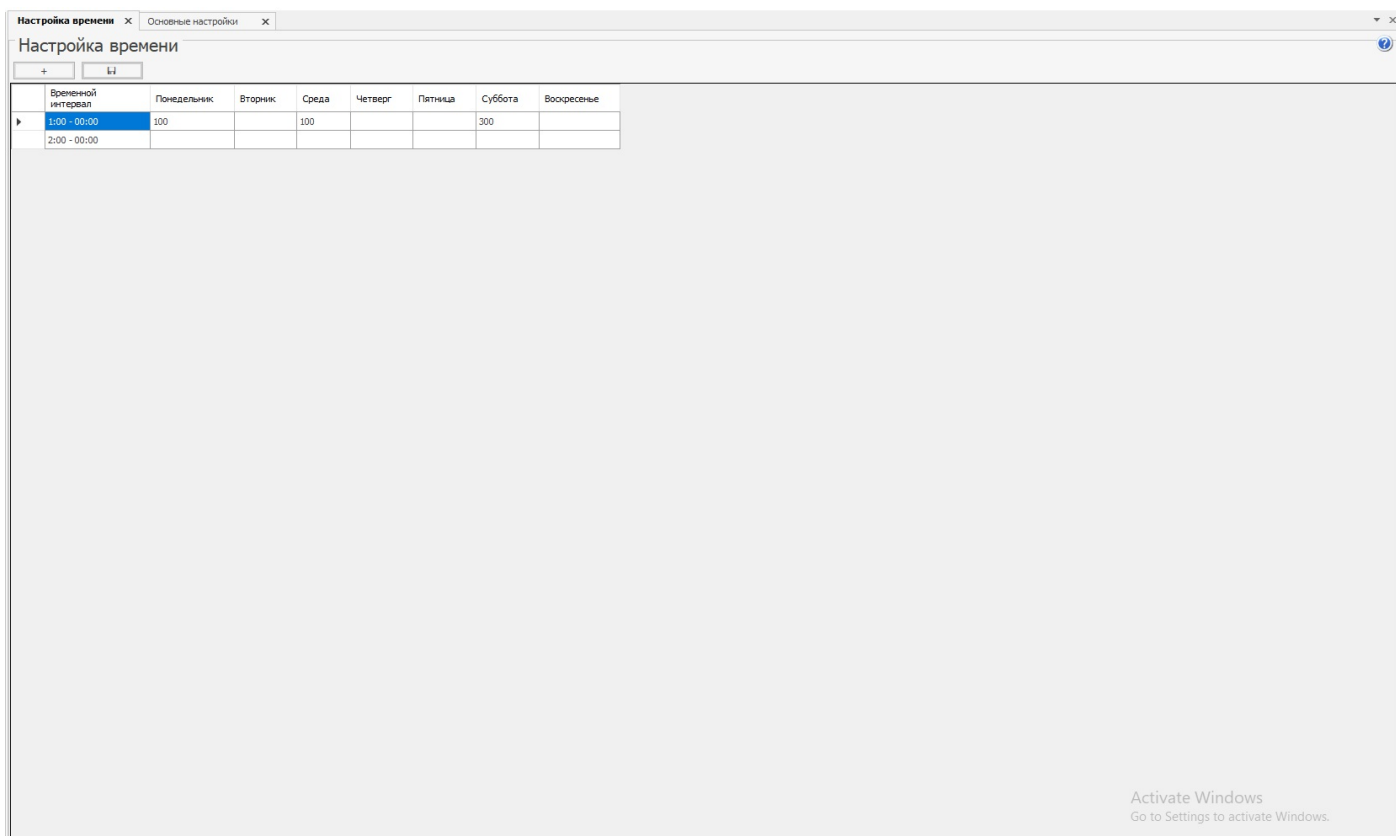 Настройка времени
Основные настройки
Настройка времени
+
Временной интервал Понедельник Вторник Среда Четверг Пятница Суббота Воскресенье
1:00 - 00:00 100 100 300
2:00 - 00:00
Activate Windows
Go to Settings to activate Windows.